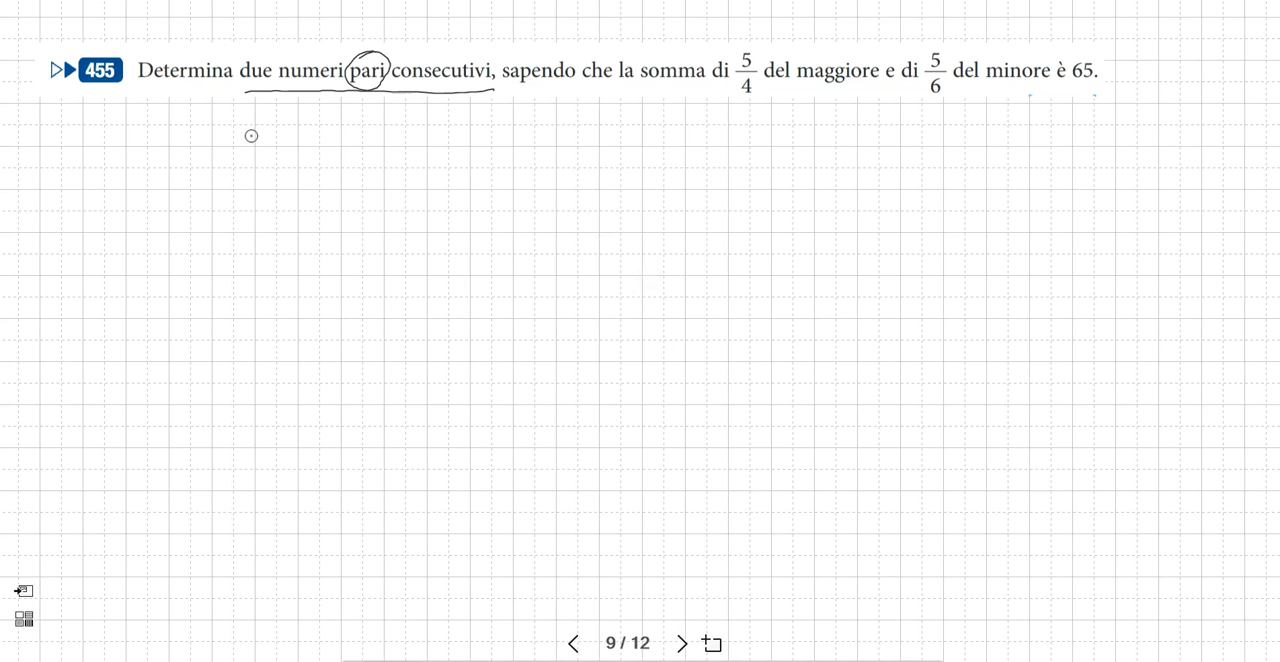 455 Determina due numeri pari consecutivi, sapendo che la somma di 5/4 del maggiore e di 5/6 del minore è 65.
9 / 12